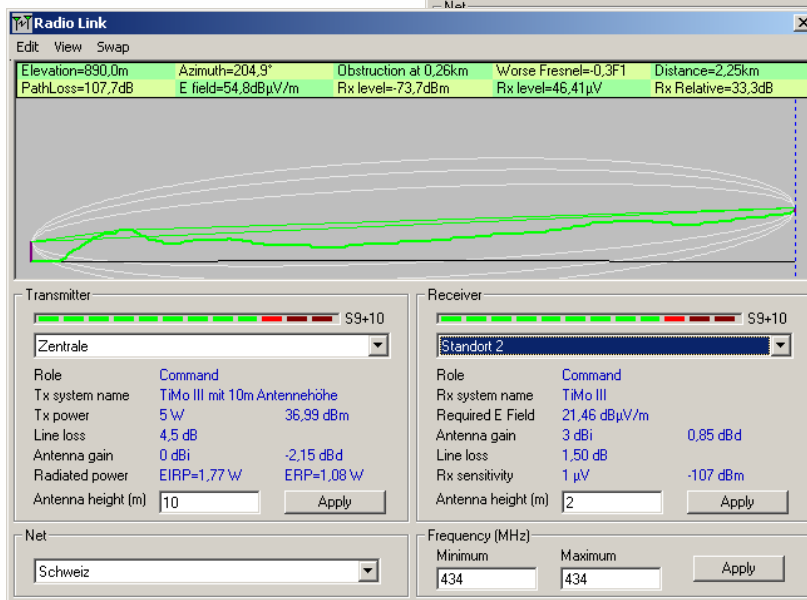 Net
Radio Link
Edit View Swap
Elevation=890,0m Azimuth=204,9° Obstruction at 0,26km Worse Fresnel=-0,3F1 Distance=2,25km
PathLoss=107,7dB E field=54,8dBµV/m Rx level=-73,7dBm Rx level=46,41µV Rx Relative=33,3dB
Transmitter
S9+10
Zentrale
Role Command
Tx system name TiMo III mit 10m Antennehöhe
Tx power 5 W 36,99 dBm
Line loss 4,5 dB
Antenna gain 0 dBi -2,15 dBd
Radiated power EIRP=1,77 W ERP=1,08 W
Antenna height (m) 10 Apply
Net
Schweiz
Receiver
S9+10
Standort 2
Role Command
Rx system name TiMo III
Required E Field 21,46 dBµV/m
Antenna gain 3 dBi 0,85 dBd
Line loss 1,50 dB
Rx sensitivity 1 µV -107 dBm
Antenna height (m) 2 Apply
Frequency (MHz)
Minimum Maximum
434 434 Apply